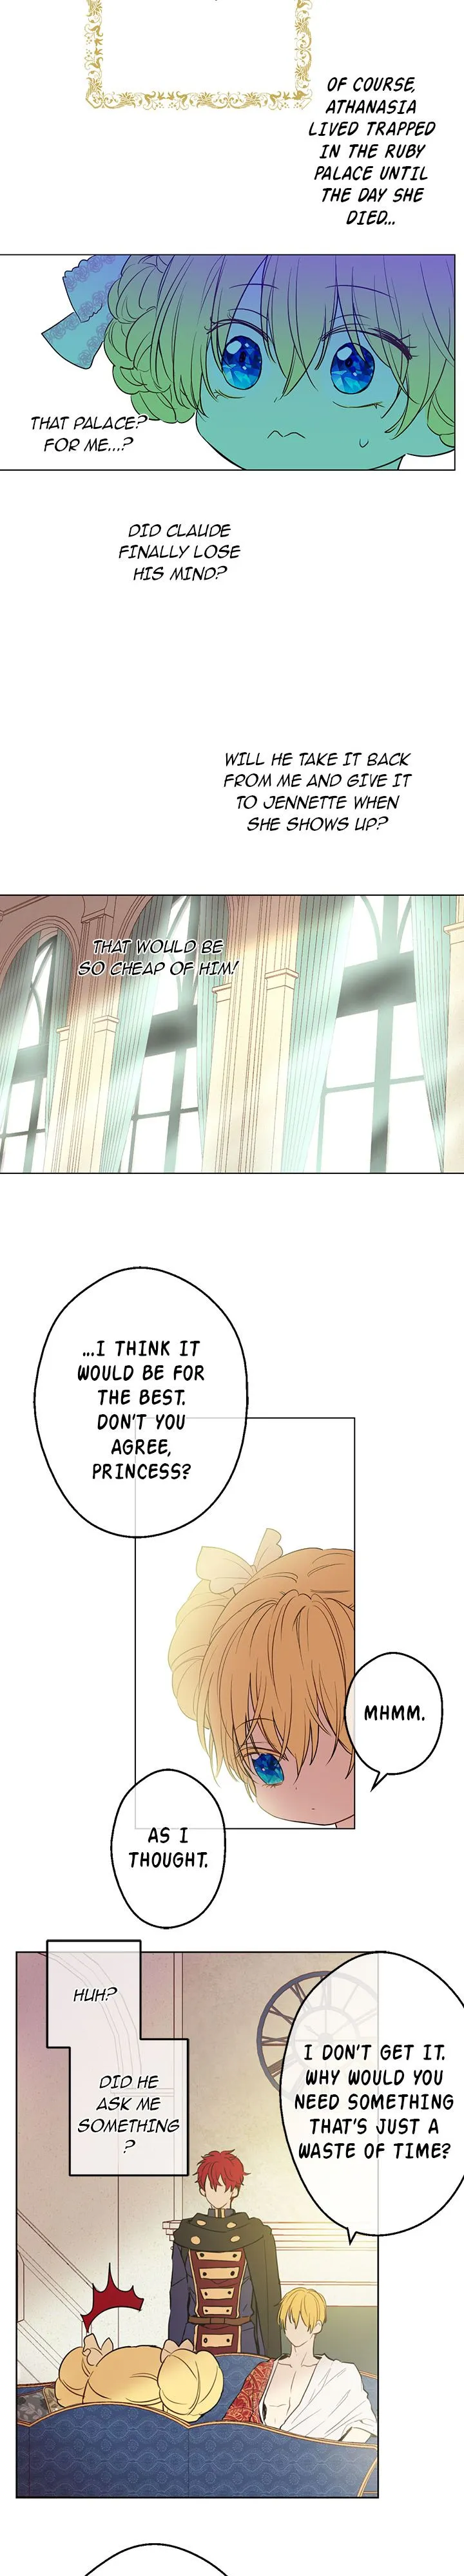 OF COURSE,
ATHANASIA
LIVED TRAPPED
IN THE RUBY
PALACE UNTIL
THE DAY SHE
DIED...
THAT PALACE?
FOR ME...?
DID CLAUDE
FINALLY LOSE
HIS MIND?
WILL HE TAKE IT BACK
FROM ME AND GIVE IT
TO JENNETTE WHEN
SHE SHOWS UP?
THAT WOULD BE
SO CHEAP OF HIM!
...I THINK IT
WOULD BE FOR
THE BEST.
DON'T YOU
AGREE,
PRINCESS?
MHMM.
AS I
THOUGHT.
HUH?
DID HE
ASK ME
SOMETHING
?
I DON'T GET IT.
WHY WOULD YOU
NEED SOMETHING
THAT'S JUST A
WASTE OF TIME?